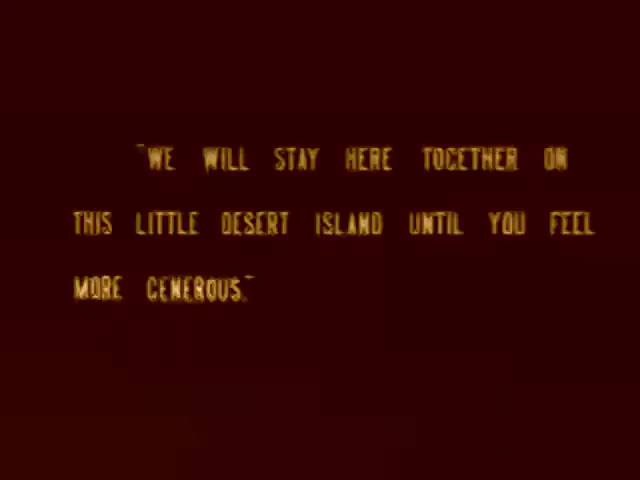 "WE WILL STAY HERE TOGETHER ON
THIS LITTLE DESERT ISLAND UNTIL YOU FEEL
MORE GENEROUS."